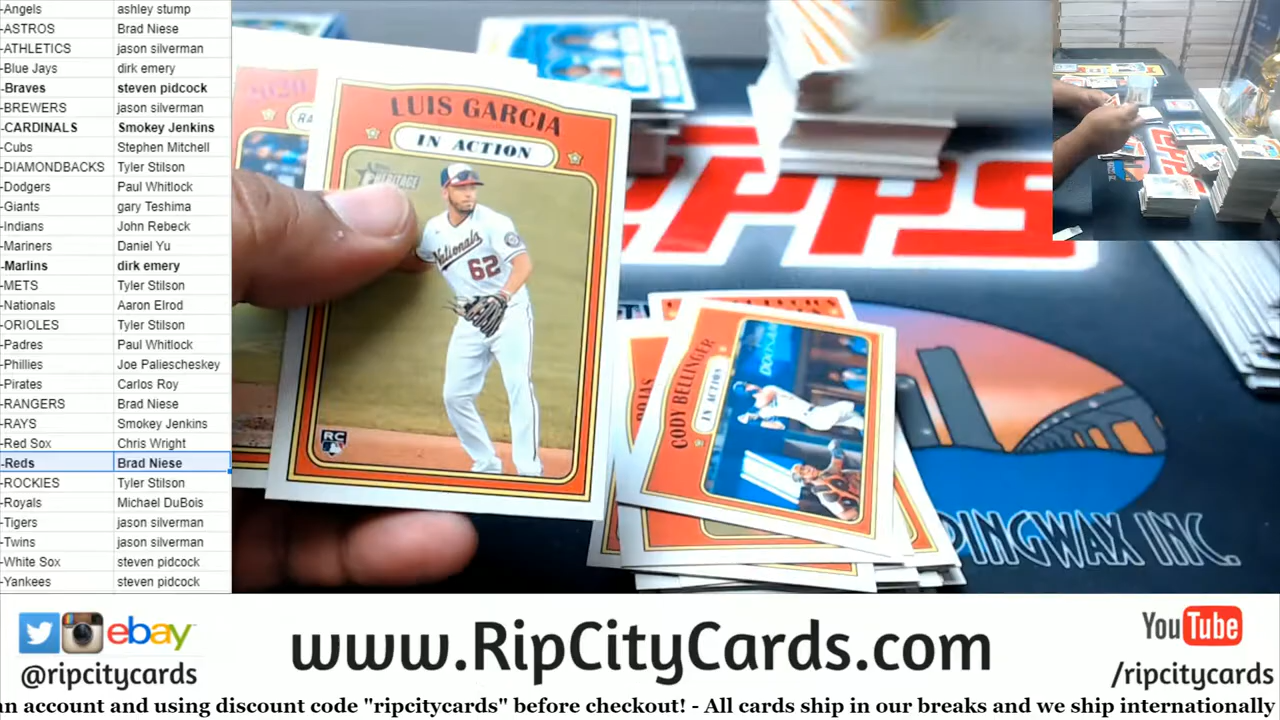 -Angels ashley stump
-ASTROS Brad Niese
-ATHLETICS jason silverman
-Blue Jays dirk emery
-Braves steven pidcock
-BREWERS jason silverman
-CARDINALS Smokey Jenkins
-Cubs Stephen Mitchell
-DIAMONDBACKS Tyler Stilson
-Dodgers Paul Whitlock
-Giants gary Teshima
-Indians John Rebeck
-Mariners Daniel Yu
-Marlins dirk emery
-METS Tyler Stilson
-Nationals Aaron Elrod
-ORIOLES Tyler Stilson
-Padres Paul Whitlock
-Phillies Joe Paliescheskey
-Pirates Carlos Roy
-RANGERS Brad Niese
-RAYS Smokey Jenkins
-Red Sox Chris Wright
-Reds Brad Niese
-ROCKIES Tyler Stilson
-Royals Michael DuBois
-Tigers jason silverman
-Twins jason silverman
-White Sox steven pidcock
-Yankees steven pidcock
2020
RA
LUIS GARCIA
IN ACTION
HERITAGE
Nationals
62
RC
CODY BELLINGER
IN ACTION
PINGWAX INC.
ebay
@ripcitycards
www.RipCityCards.com
YouTube
/ripcitycards
an account and using discount code "ripcitycards" before checkout! - All cards ship in our breaks and we ship internationally